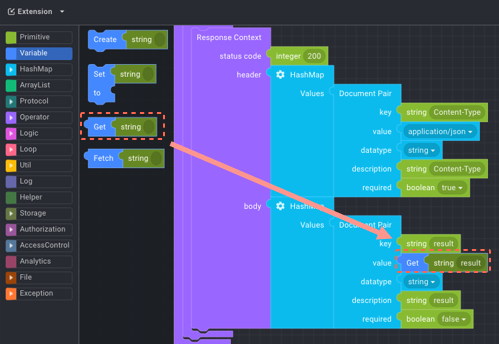 Extension
Primitive
Variable
HashMap
ArrayList
Protocol
Operator
Logic
Loop
Util
Log
Helper
Storage
Authorization
AccessControl
Analytics
File
Exception
Create string
Set string
to
Get string
Fetch string
Response Context
status code integer 200
header HashMap
Values Document Pair
key string Content-Type
value application/json
datatype string
description string Content-Type
required boolean true
body HashMap
Values Document Pair
key string result
value Get string result
datatype string
description string result
required boolean false